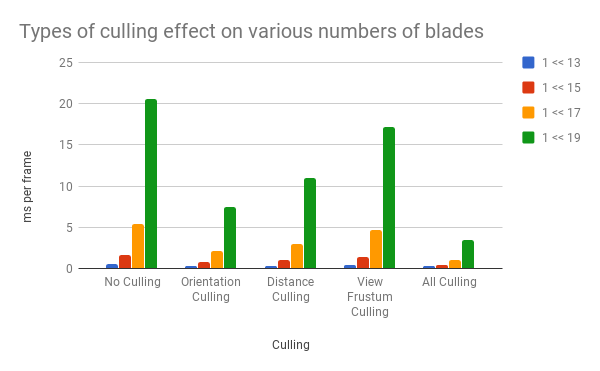 Types of culling effect on various numbers of blades
1 << 13
1 << 15
1 << 17
1 << 19
ms per frame
25
20
15
10
5
0
No Culling
Orientation
Culling
Distance
Culling
View
Frustum
Culling
All Culling
Culling